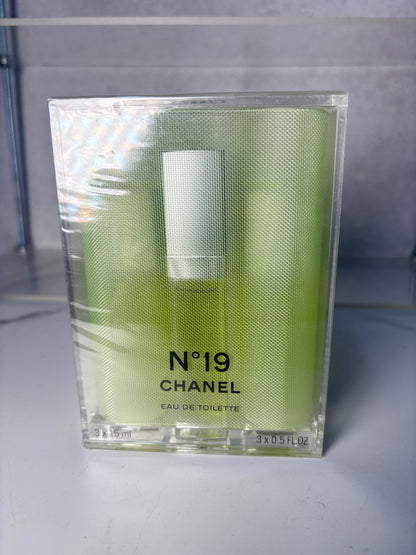 N°19
CHANEL
EAU DE TOILETTE
3 x 15 ml
3 x 0.5 FL.OZ